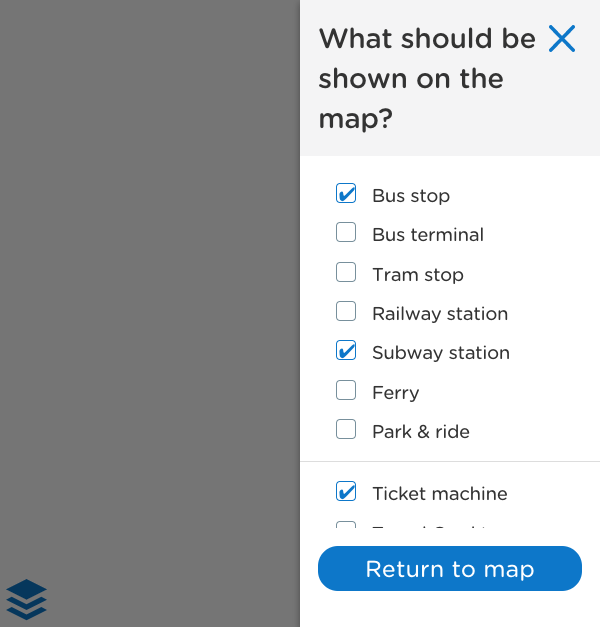 What should be
shown on the
map?
Bus stop
Bus terminal
Tram stop
Railway station
Subway station
Ferry
Park & ride
Ticket machine
Return to map